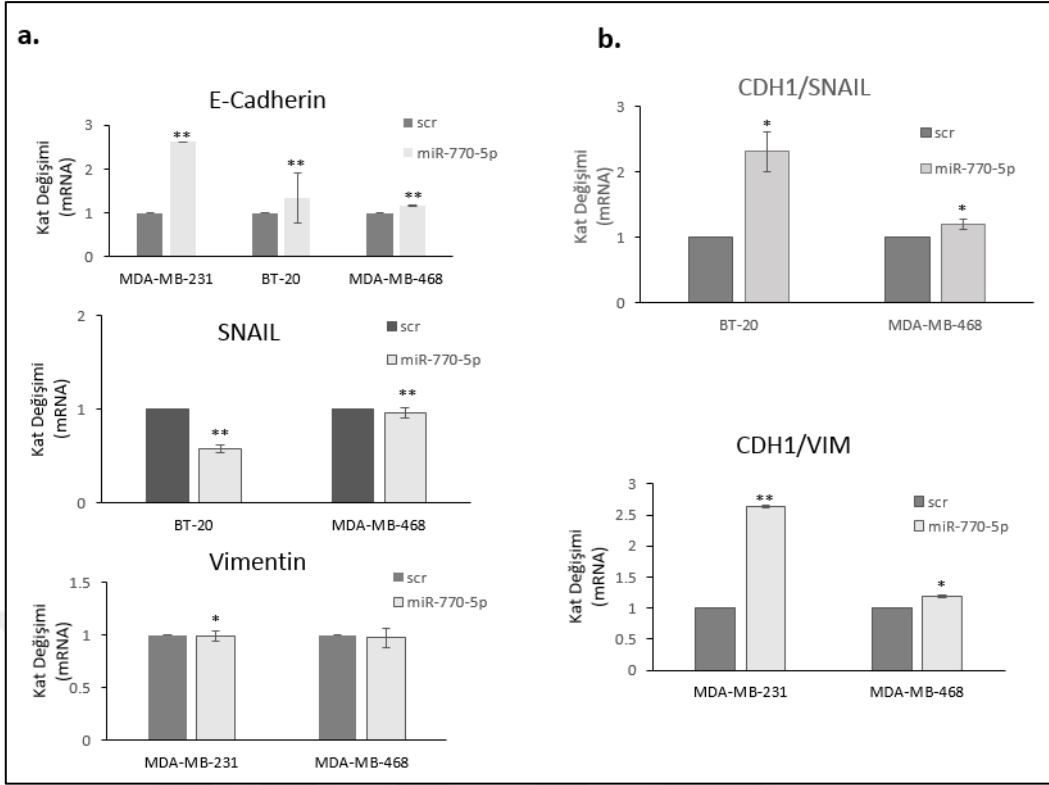 a.
E-Cadherin
Kat Değişimi
(mRNA)
3
2
1
0
**
**
**
scr
miR-770-5p
MDA-MB-231
BT-20
MDA-MB-468
SNAIL
Kat Değişimi
(mRNA)
2
1
0
**
**
scr
miR-770-5p
BT-20
MDA-MB-468
Vimentin
Kat Değişimi
(mRNA)
1.5
1
0.5
0
*
scr
miR-770-5p
MDA-MB-231
MDA-MB-468
b.
CDH1/SNAIL
Kat Değişimi
(mRNA)
3
2
1
0
*
*
scr
miR-770-5p
BT-20
MDA-MB-468
CDH1/VIM
Kat Değişimi
(mRNA)
3
2.5
2
1.5
1
0.5
0
**
*
scr
miR-770-5p
MDA-MB-231
MDA-MB-468